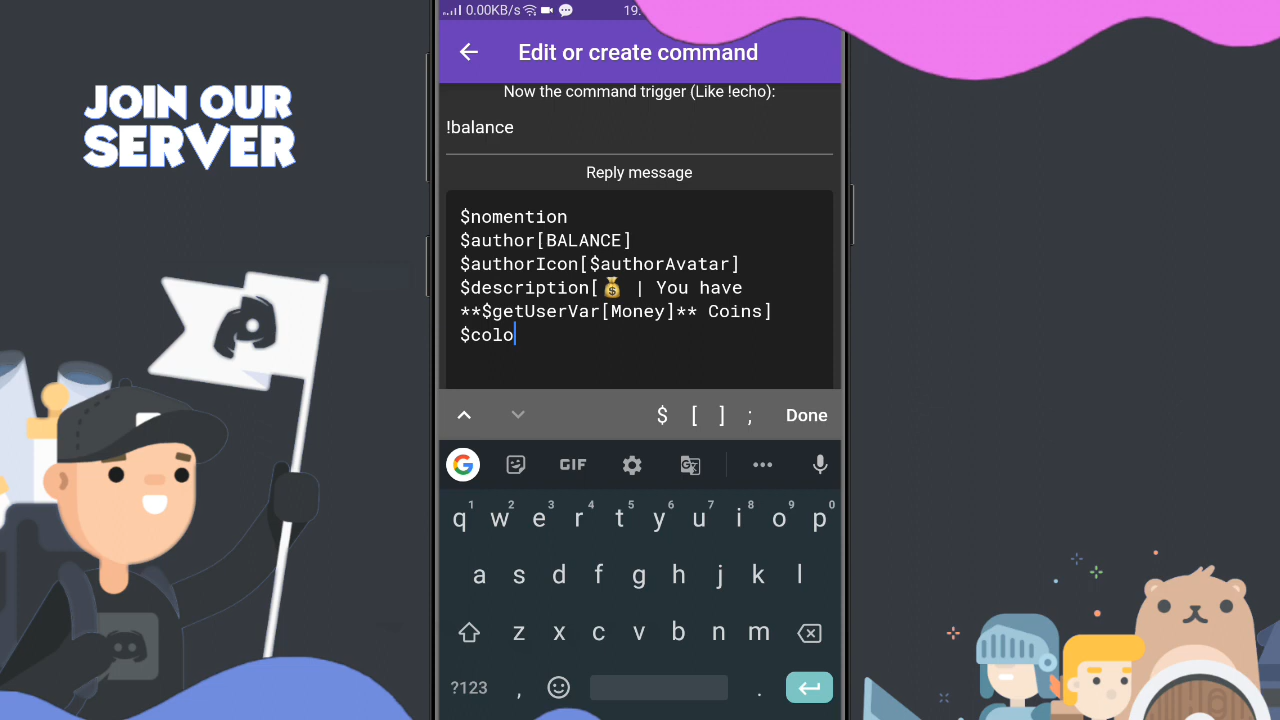 JOIN OUR
SERVER
0.00KB/s
19.
Edit or create command
Now the command trigger (Like !echo):
!balance
Reply message
$nomention
$author[BALANCE]
$authorIcon[$authorAvatar]
$description[💰 | You have
**$getUserVar[Money]** Coins]
$colo
$ [ ] ; Done
G GIF
1 2 3 4 5 6 7 8 9 0
q w e r t y u i o p
a s d f g h j k l
z x c v b n m
?123 , .